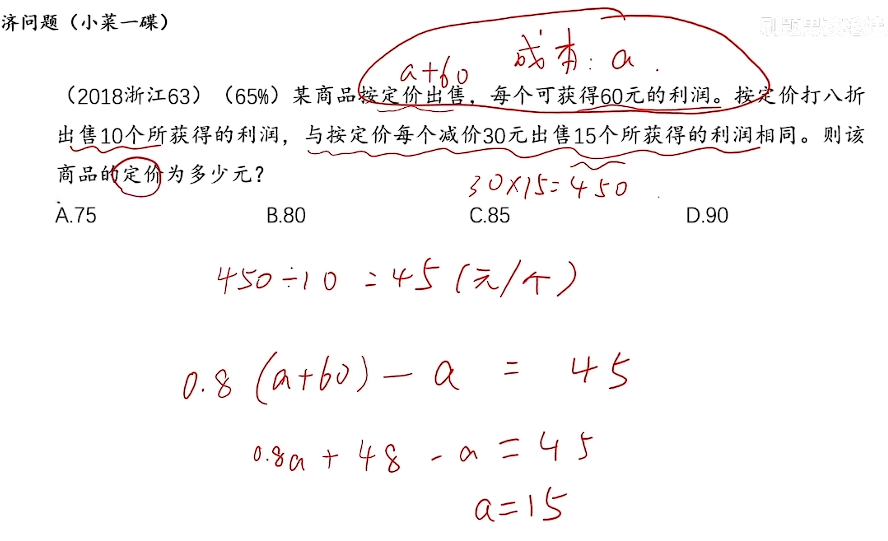 济问题（小菜一碟）
a+60 成本：a.
（2018浙江63）（65%）某商品按定价出售，每个可获得60元的利润。按定价打八折
出售10个所获得的利润，与按定价每个减价30元出售15个所获得的利润相同。则该
商品的定价为多少元？
30×15=450
A.75 B.80 C.85 D.90
450÷10=45（元/个）
0.8(a+60)-a=45
0.8a+48-a=45
a=15